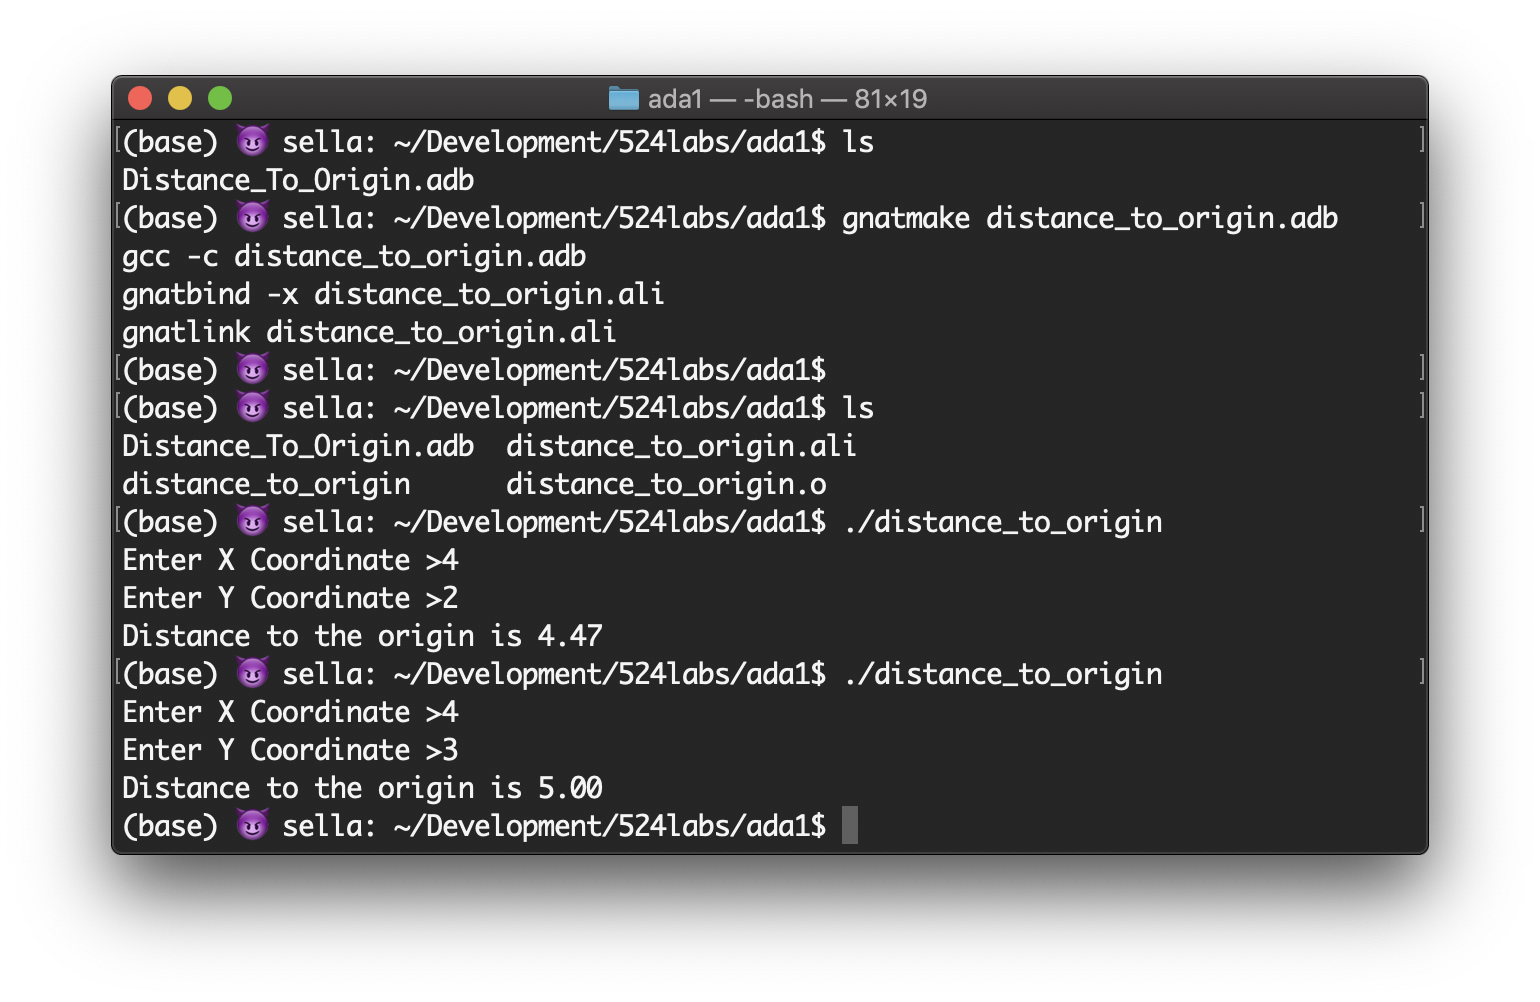 ada1 — -bash — 81×19
(base) 😈 sella: ~/Development/524labs/ada1$ ls
Distance_To_Origin.adb
(base) 😈 sella: ~/Development/524labs/ada1$ gnatmake distance_to_origin.adb
gcc -c distance_to_origin.adb
gnatbind -x distance_to_origin.ali
gnatlink distance_to_origin.ali
(base) 😈 sella: ~/Development/524labs/ada1$
(base) 😈 sella: ~/Development/524labs/ada1$ ls
Distance_To_Origin.adb  distance_to_origin.ali
distance_to_origin      distance_to_origin.o
(base) 😈 sella: ~/Development/524labs/ada1$ ./distance_to_origin
Enter X Coordinate >4
Enter Y Coordinate >2
Distance to the origin is 4.47
(base) 😈 sella: ~/Development/524labs/ada1$ ./distance_to_origin
Enter X Coordinate >4
Enter Y Coordinate >3
Distance to the origin is 5.00
(base) 😈 sella: ~/Development/524labs/ada1$